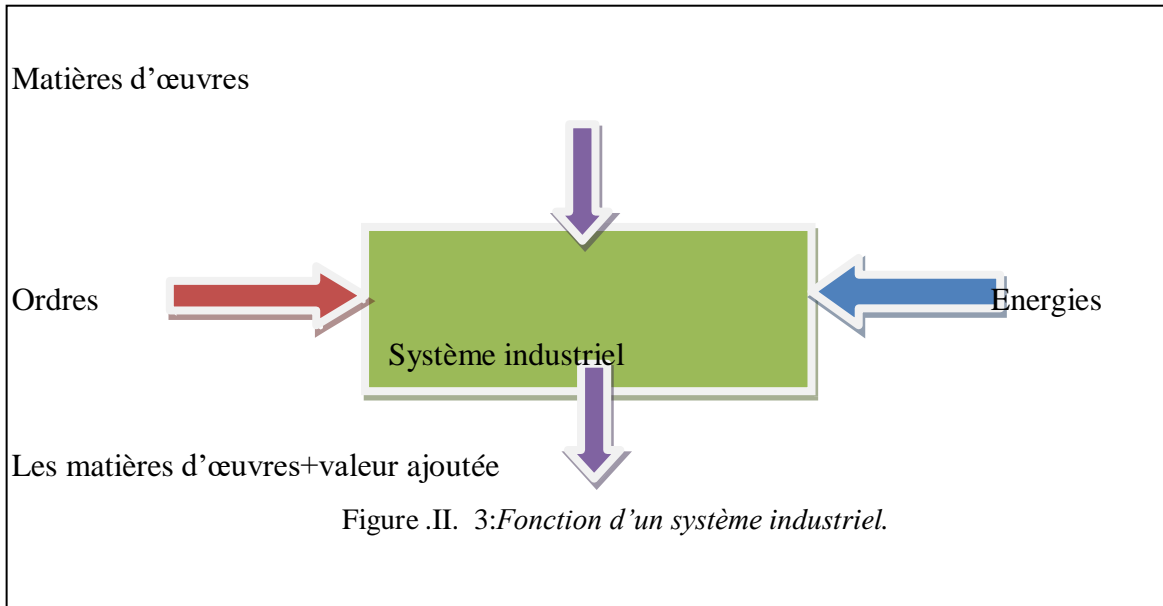 Matières d’œuvres
Ordres
Energies
Système industriel
Les matières d’œuvres+valeur ajoutée
Figure .II. 3:Fonction d’un système industriel.